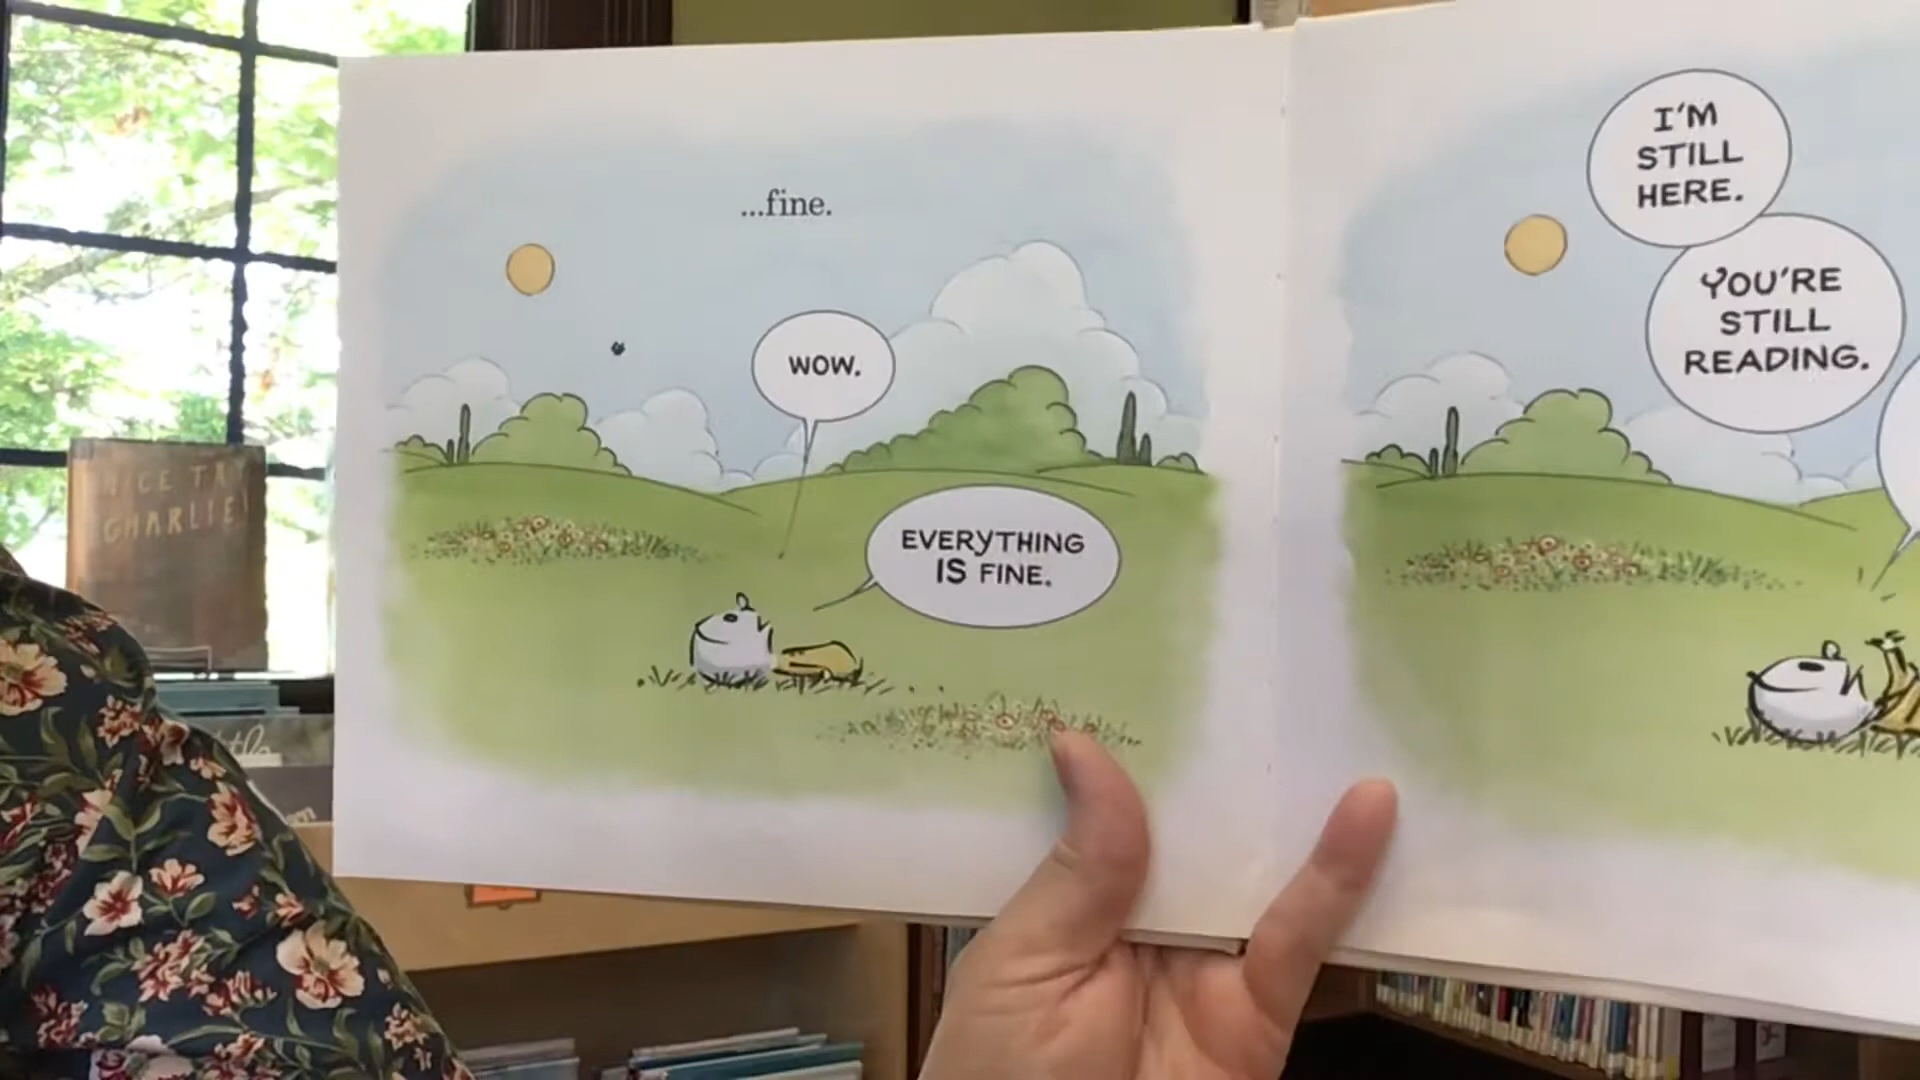 ...fine.
WOW.
EVERYTHING
IS FINE.
I'M
STILL
HERE.
YOU'RE
STILL
READING.
NICE TRY
CHARLIE!